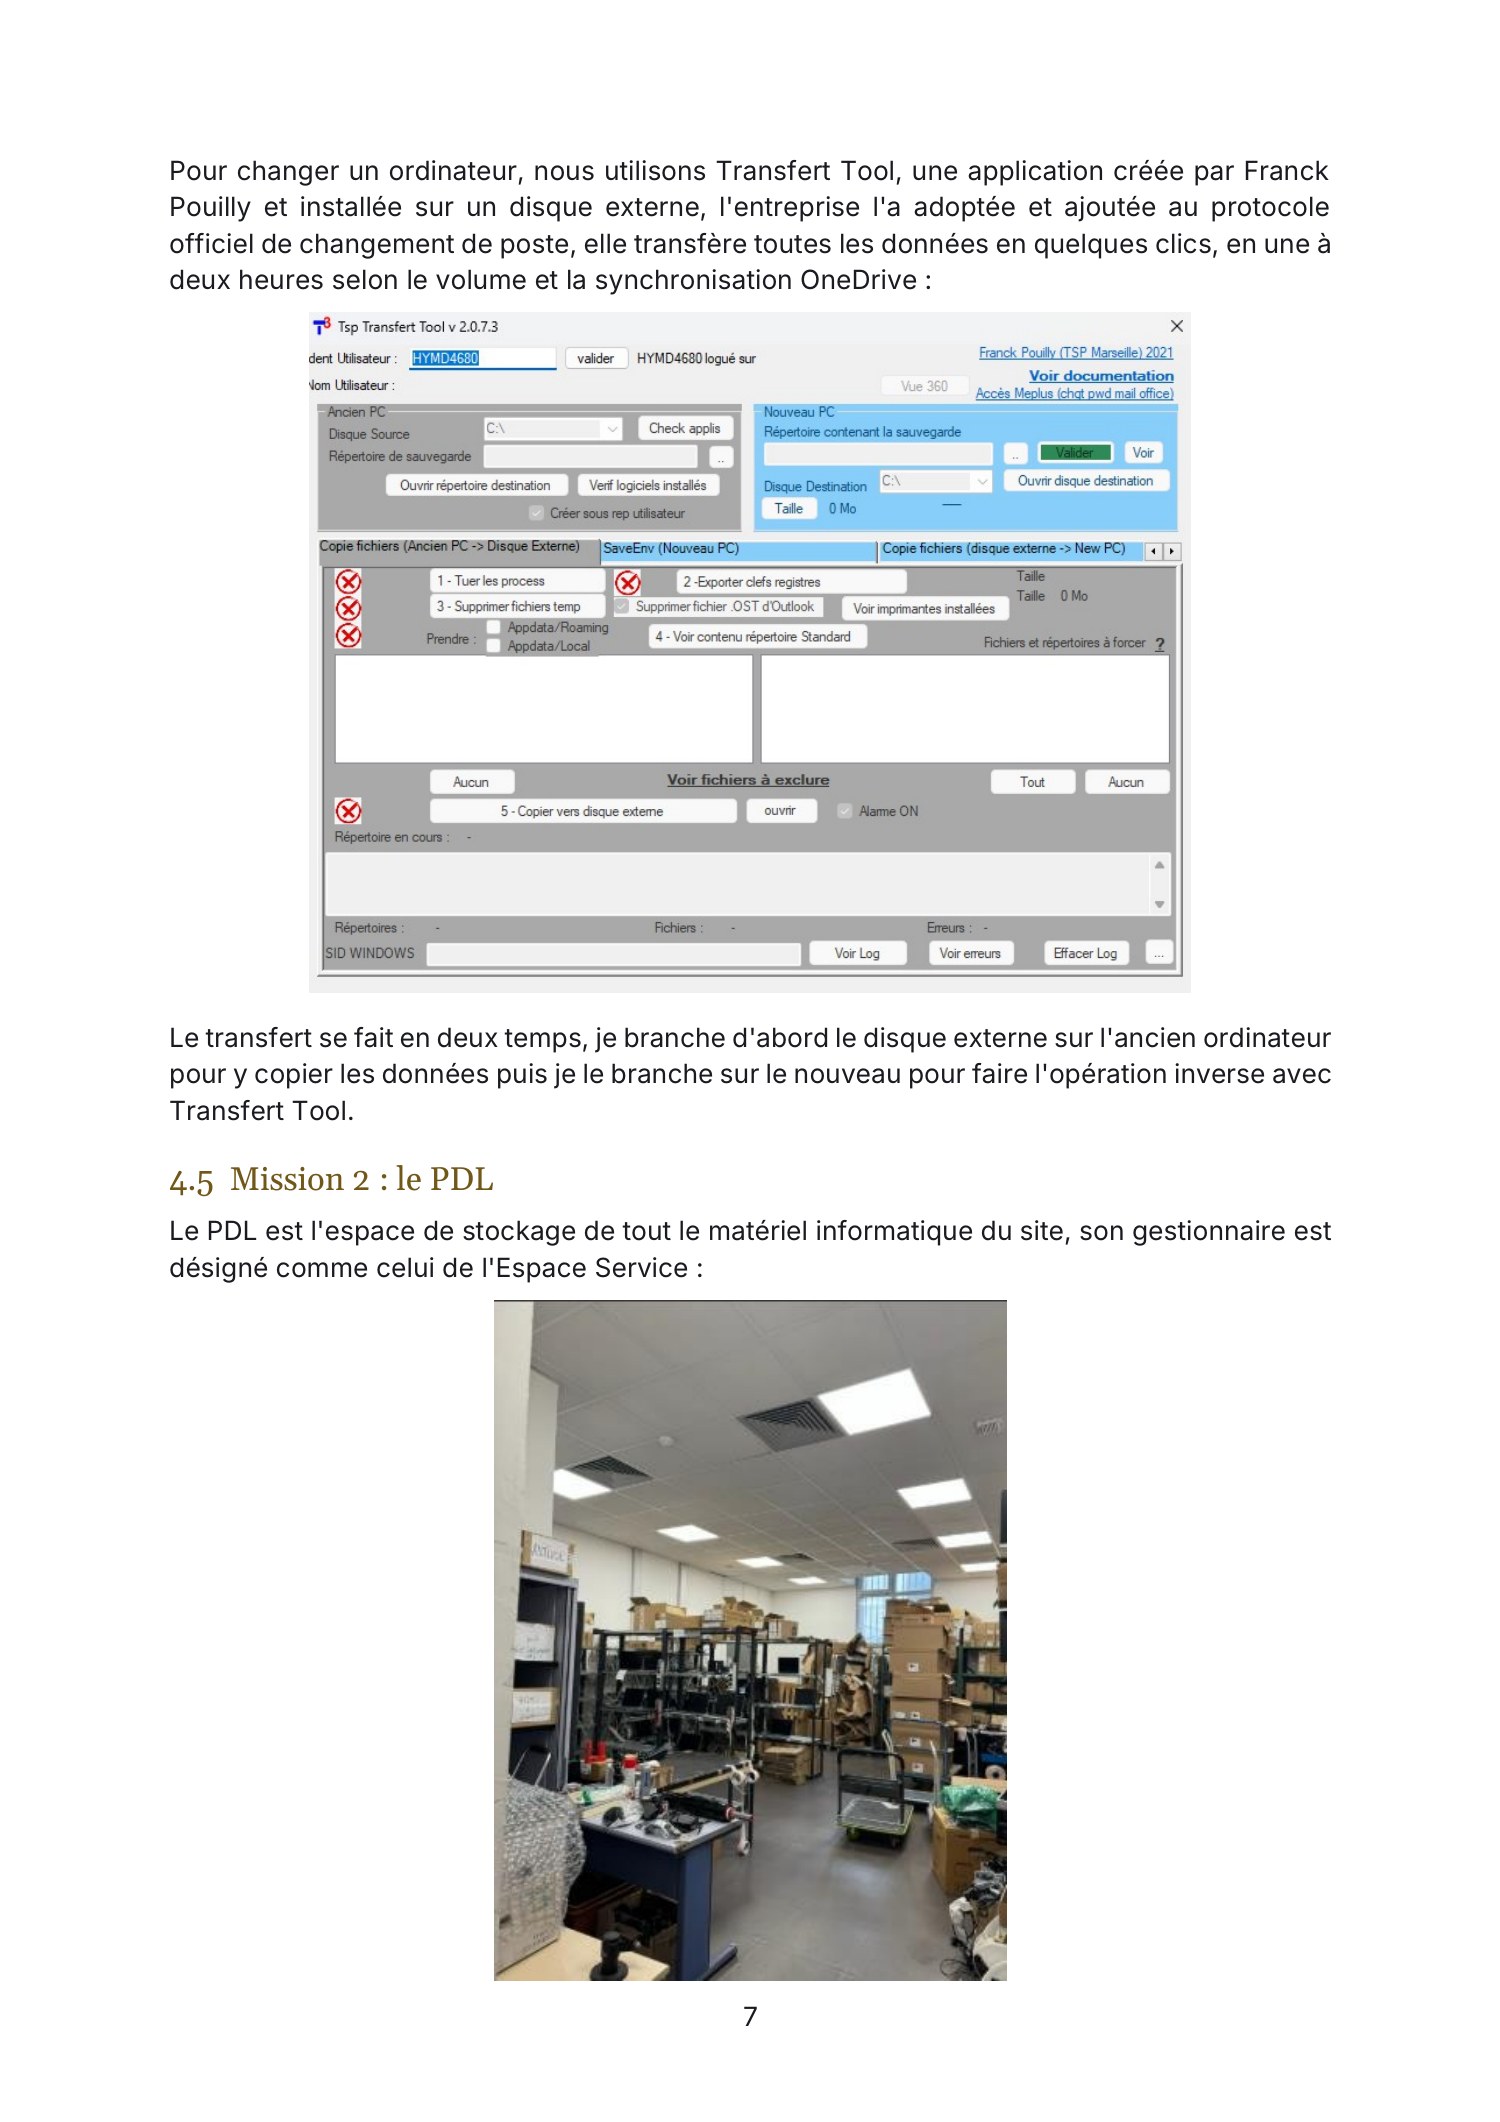 Pour changer un ordinateur, nous utilisons Transfert Tool, une application créée par Franck
Pouilly et installée sur un disque externe, l'entreprise l'a adoptée et ajoutée au protocole
officiel de changement de poste, elle transfère toutes les données en quelques clics, en une à
deux heures selon le volume et la synchronisation OneDrive :
Tsp Transfert Tool v 2.0.7.3
dent Utilisateur : HYMD4680 valider HYMD4680 logué sur
Franck Pouilly (TSP Marseille) 2021
Nom Utilisateur :
Vue 360
Voir documentation
Accès Meplus (chgt pwd mail office)
Ancien PC
Disque Source C:\ Check applis
Répertoire de sauvegarde ..
Ouvrir répertoire destination Verif logiciels installés
Créer sous rep utilisateur
Nouveau PC
Répertoire contenant la sauvegarde
.. Valider Voir
Disque Destination C:\ Ouvrir disque destination
Taille 0 Mo
Copie fichiers (Ancien PC -> Disque Externe) SaveEnv (Nouveau PC) Copie fichiers (disque externe -> New PC)
1 - Tuer les process 2 -Exporter clefs registres Taille
3 - Supprimer fichiers temp Supprimer fichier .OST d'Outlook Voir imprimantes installées Taille 0 Mo
Prendre : Appdata/Roaming
Appdata/Local
4 - Voir contenu répertoire Standard Fichiers et répertoires à forcer ?
Aucun Voir fichiers à exclure Tout Aucun
5 - Copier vers disque externe ouvrir Alarme ON
Répertoire en cours : -
Répertoires : - Fichiers : - Erreurs : -
SID WINDOWS Voir Log Voir erreurs Effacer Log ...
Le transfert se fait en deux temps, je branche d'abord le disque externe sur l'ancien ordinateur
pour y copier les données puis je le branche sur le nouveau pour faire l'opération inverse avec
Transfert Tool.
4.5 Mission 2 : le PDL
Le PDL est l'espace de stockage de tout le matériel informatique du site, son gestionnaire est
désigné comme celui de l'Espace Service :
7